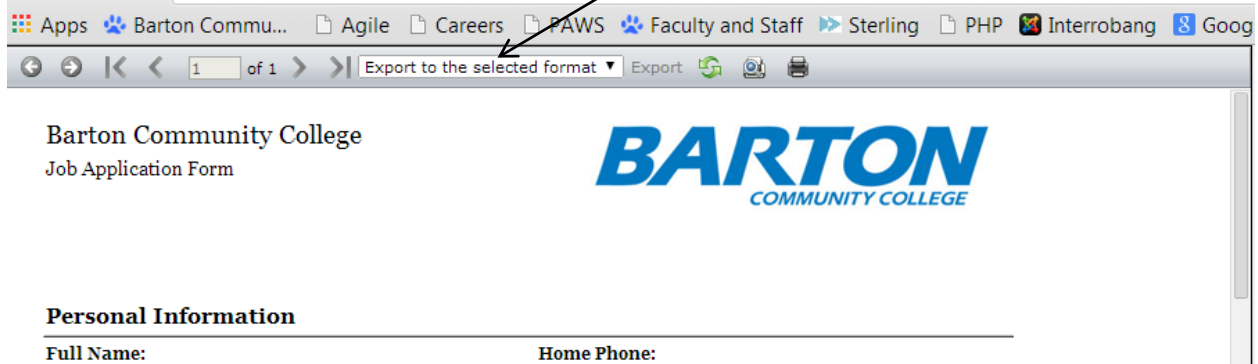 Apps Barton Commu... Agile Careers PAWS Faculty and Staff Sterling PHP Interrobang Goog
1 of 1 Export to the selected format Export
Barton Community College
Job Application Form
BARTON
COMMUNITY COLLEGE
Personal Information
Full Name: Home Phone: